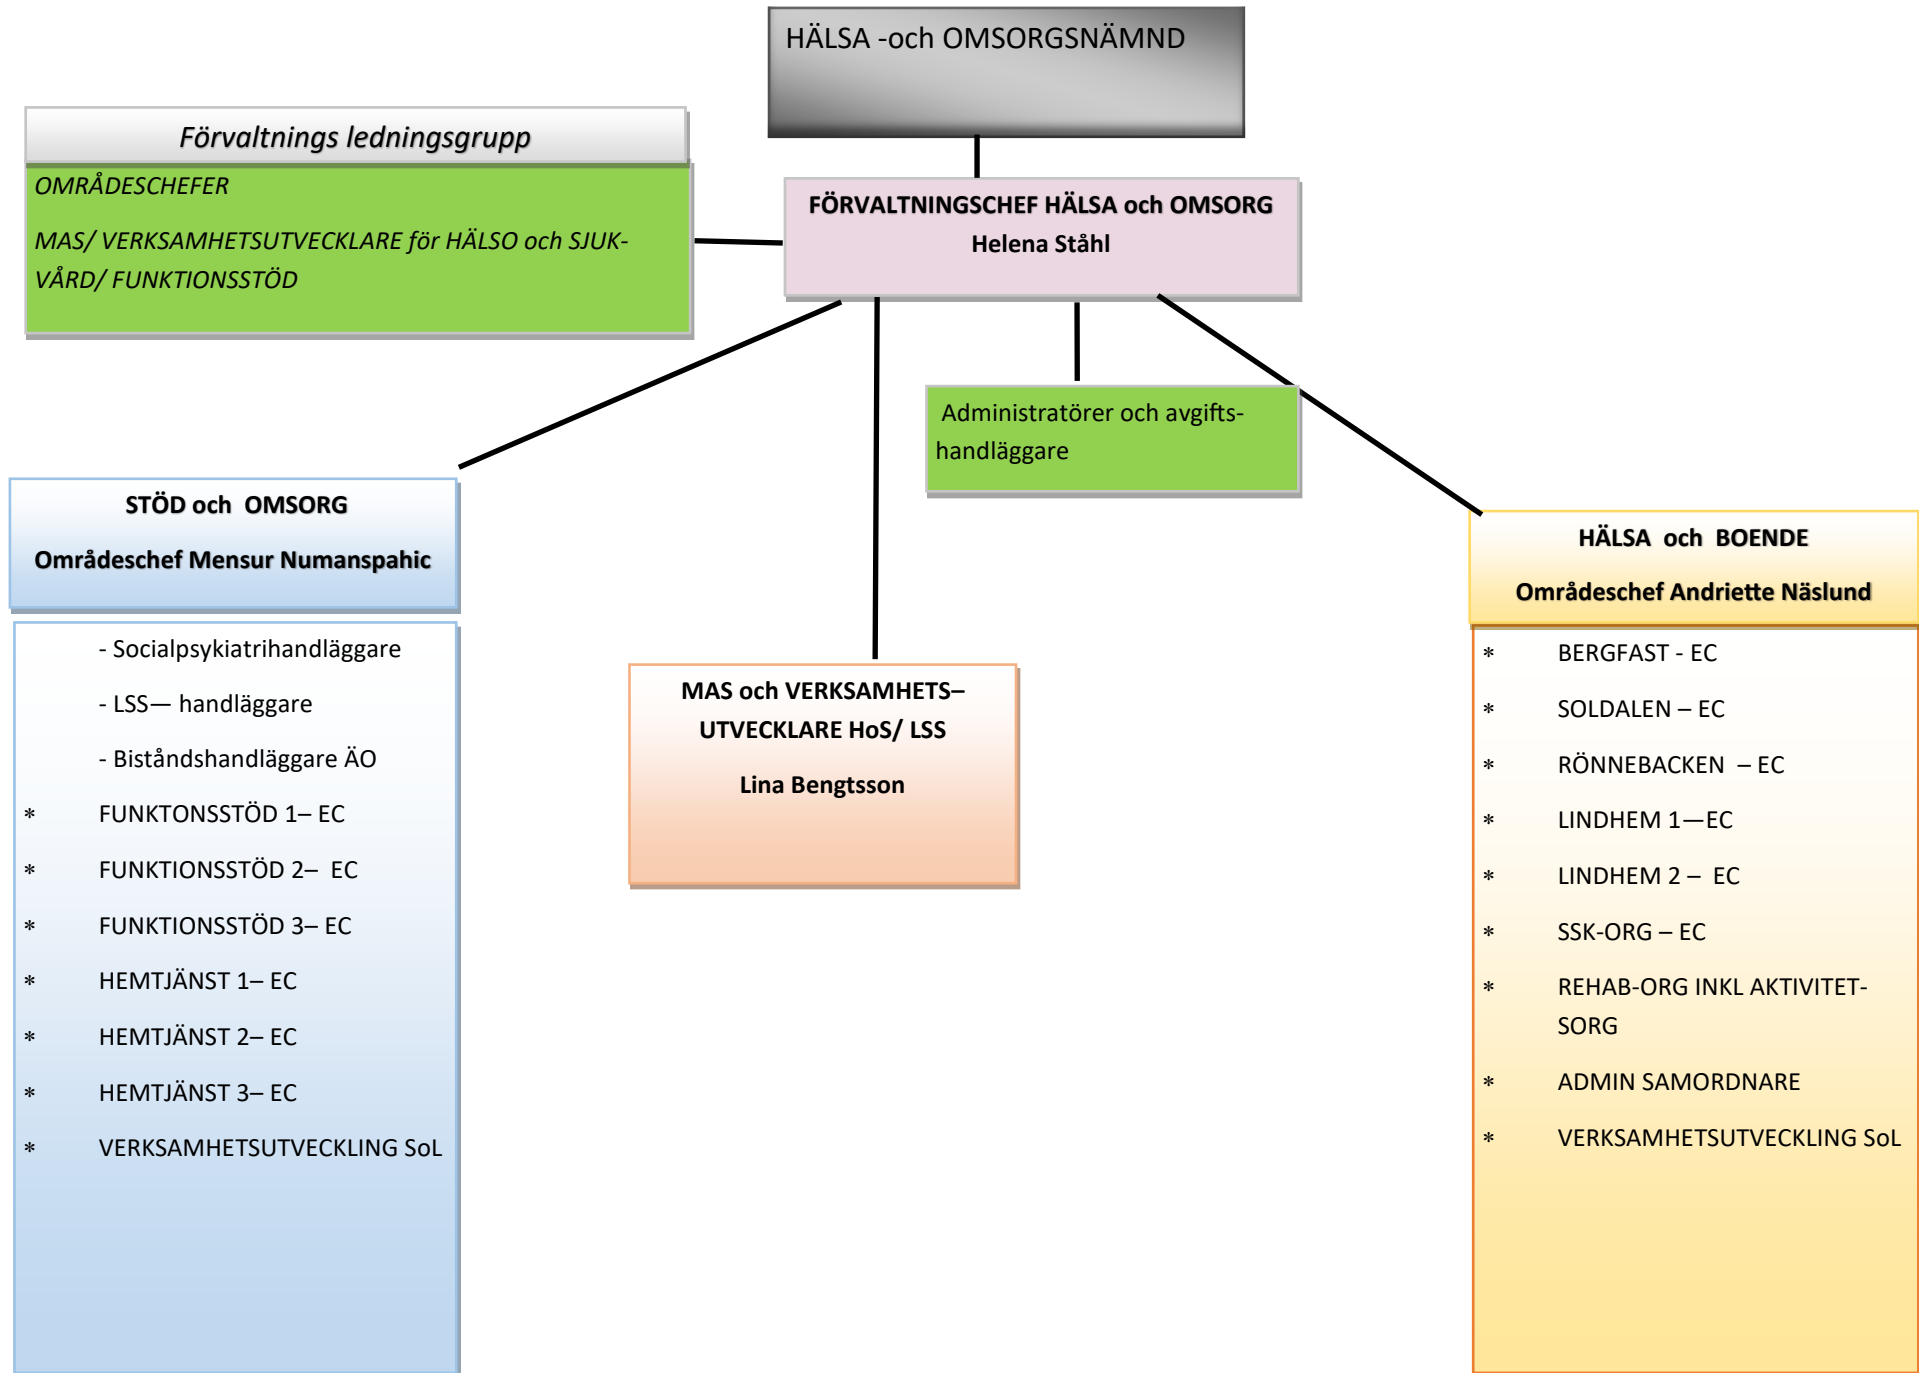 HÄLSA -och OMSORGSNÄMND
Förvaltnings ledningsgrupp
OMRÅDESCHEFER
MAS/ VERKSAMHETSUTVECKLARE för HÄLSO och SJUK-
VÅRD/ FUNKTIONSSTÖD
FÖRVALTNINGSCHEF HÄLSA och OMSORG
Helena Ståhl
Administratörer och avgifts-
handläggare
STÖD och OMSORG
Områdeschef Mensur Numanspahic
- Socialpsykiatrihandläggare
- LSS— handläggare
- Biståndshandläggare ÄO
* FUNKTONSSTÖD 1– EC
* FUNKTIONSSTÖD 2– EC
* FUNKTIONSSTÖD 3– EC
* HEMTJÄNST 1– EC
* HEMTJÄNST 2– EC
* HEMTJÄNST 3– EC
* VERKSAMHETSUTVECKLING SoL
MAS och VERKSAMHETS–
UTVECKLARE HoS/ LSS
Lina Bengtsson
HÄLSA och BOENDE
Områdeschef Andriette Näslund
* BERGFAST - EC
* SOLDALEN – EC
* RÖNNEBACKEN – EC
* LINDHEM 1—EC
* LINDHEM 2 – EC
* SSK-ORG – EC
* REHAB-ORG INKL AKTIVITET-
SORG
* ADMIN SAMORDNARE
* VERKSAMHETSUTVECKLING SoL